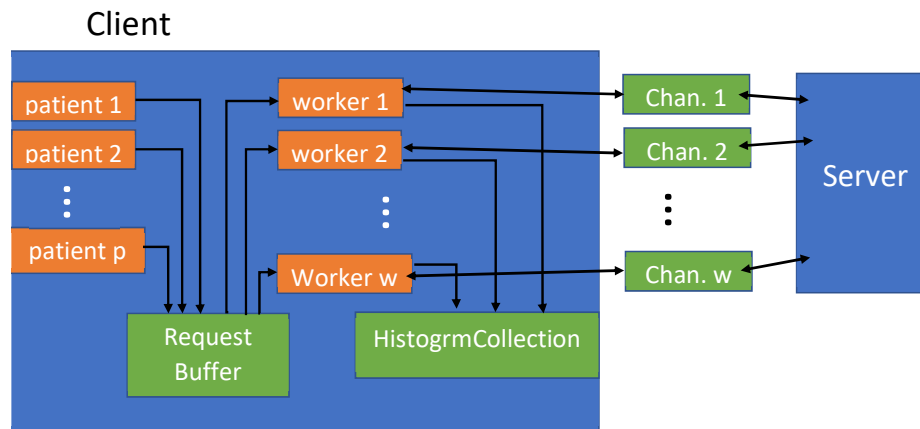 Client
patient 1
worker 1
Chan. 1
patient 2
worker 2
Chan. 2
Server
patient p
Worker w
Chan. w
Request
Buffer
HistogrmCollection